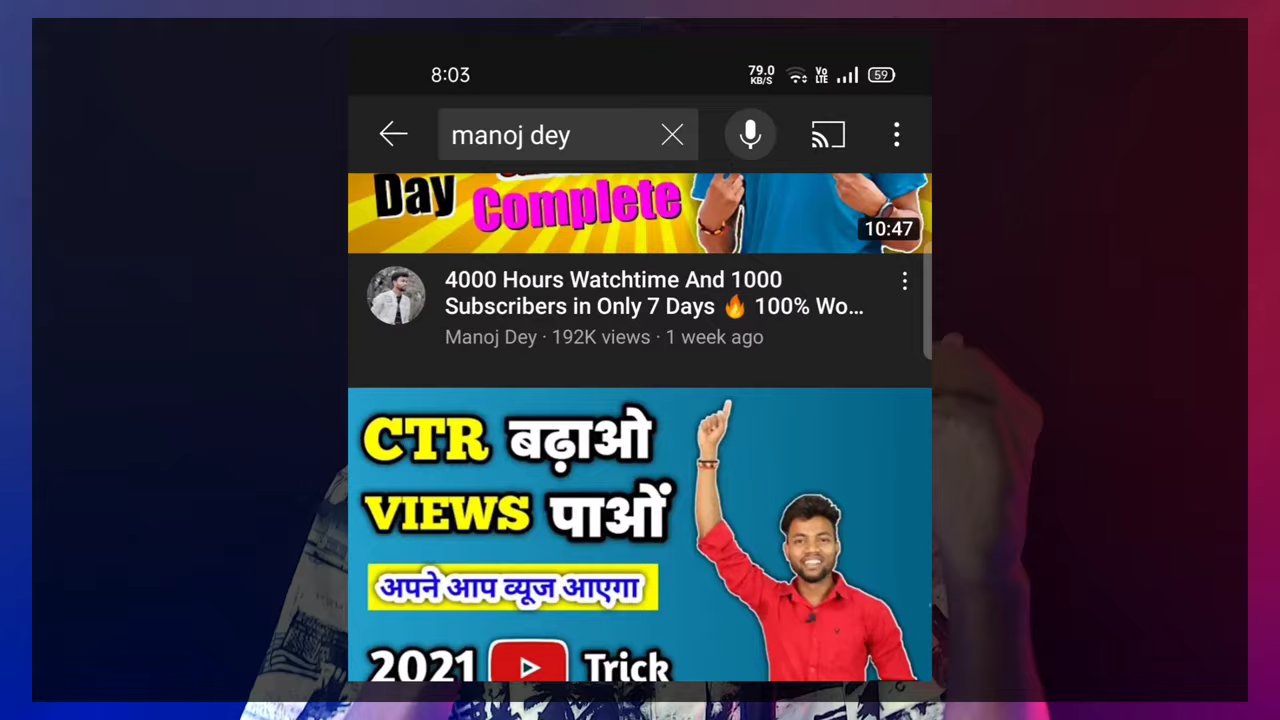 8:03
79.0
KB/S
Vo
LTE
59
manoj dey
Day Complete
10:47
4000 Hours Watchtime And 1000
Subscribers in Only 7 Days 🔥 100% Wo...
Manoj Dey · 192K views · 1 week ago
CTR बढ़ाओ
VIEWS पाओं
अपने आप व्यूज आएगा
2021 Trick